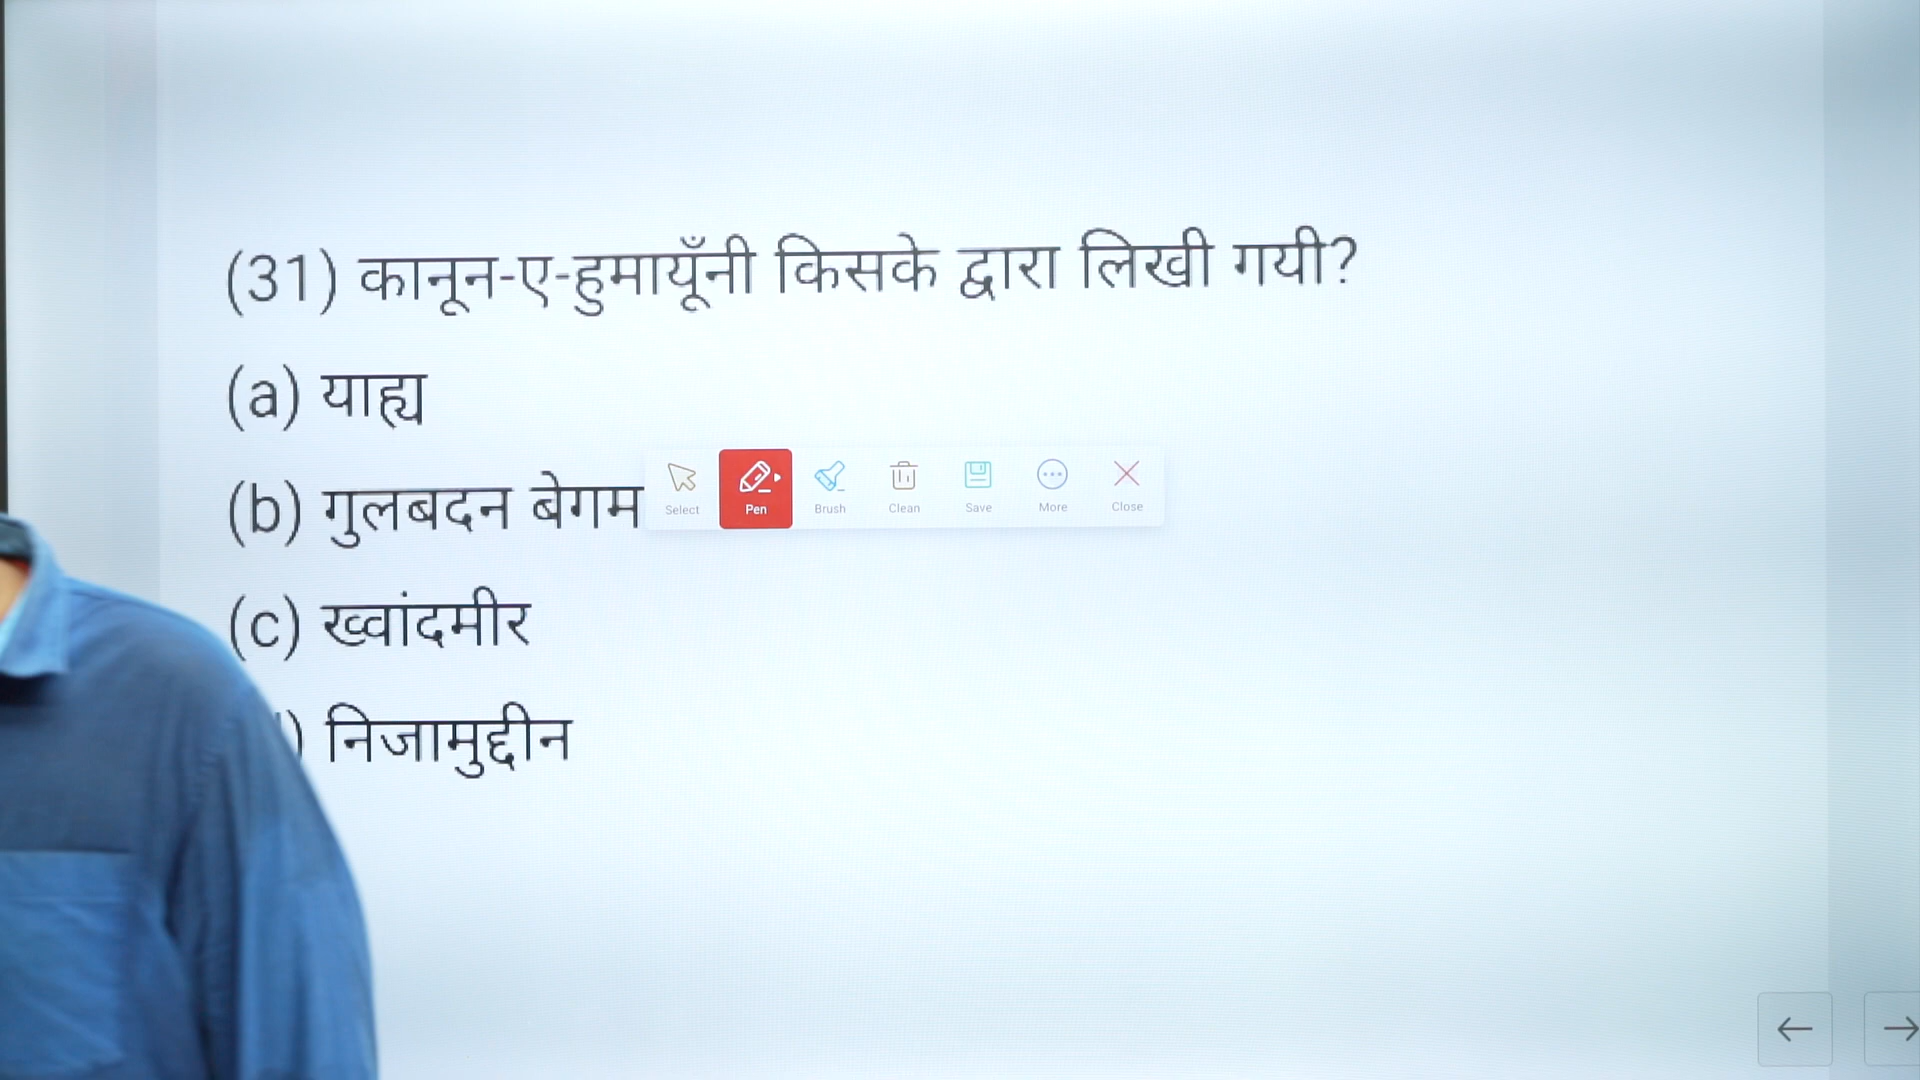 (31) कानून-ए-हुमायूँनी किसके द्वारा लिखी गयी?
(a) याह्य
(b) गुलबदन बेगम
Select Pen Brush Clean Save More Close
(c) ख्वांदमीर
) निजामुद्दीन